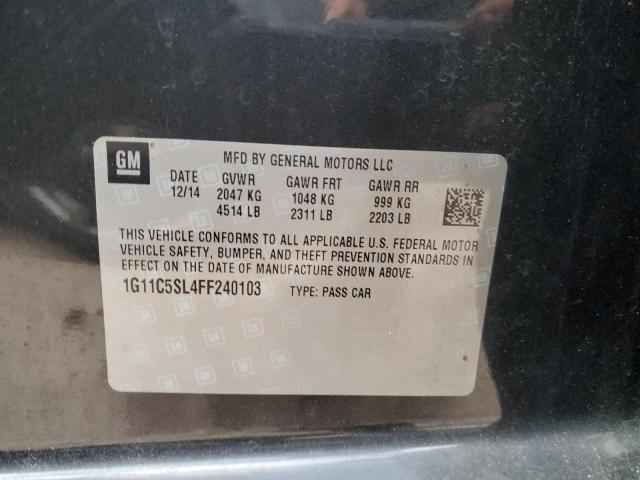 GM
MFD BY GENERAL MOTORS LLC
DATE GVWR GAWR FRT GAWR RR
12/14 2047 KG 1048 KG 999 KG
4514 LB 2311 LB 2203 LB
THIS VEHICLE CONFORMS TO ALL APPLICABLE U.S. FEDERAL MOTOR
VEHICLE SAFETY, BUMPER, AND THEFT PREVENTION STANDARDS IN
EFFECT ON THE DATE OF MANUFACTURE SHOWN ABOVE.
1G11C5SL4FF240103 TYPE: PASS CAR